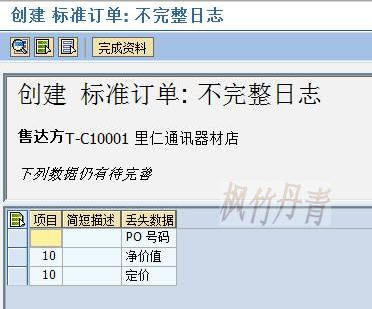 创建 标准订单: 不完整日志
完成资料
创建 标准订单: 不完整日志
售达方T-C10001 里仁通讯器材店
下列数据仍有待完善
枫竹丹青
项目 简短描述 丢失数据
PO 号码
10 净价值
10 定价